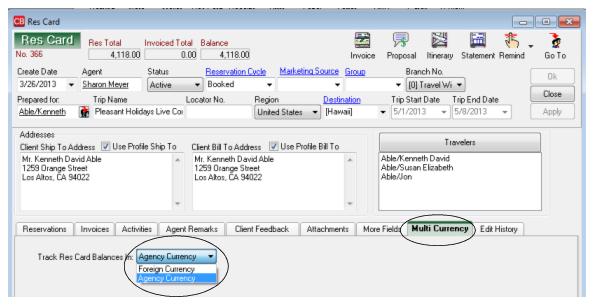 CB Res Card
Res Card Res Total Invoiced Total Balance
No. 366 4,118.00 0.00 4,118.00 Invoice Proposal Itinerary Statement Remind Go To
Create Date Agent Status Reservation Cycle Marketing Source Group Branch No.
3/26/2013 Sharon Meyer Active Booked [0] Travel Wi Ok
Close
Prepared for: Trip Name Locator No. Region Destination Trip Start Date Trip End Date
Able/Kenneth Pleasant Holidays Live Co United States [Hawaii] 5/1/2013 5/8/2013 Apply
Addresses
Client Ship To Address Use Profile Ship To Client Bill To Address Use Profile Bill To Travelers
Mr. Kenneth David Able Mr. Kenneth David Able Able/Kenneth David
1259 Orange Street 1259 Orange Street Able/Susan Elizabeth
Los Altos, CA 94022 Los Altos, CA 94022 Able/Jon
Reservations Invoices Activities Agent Remarks Client Feedback Attachments More Fields Multi Currency Edit History
Track Res Card Balances in: Agency Currency
Foreign Currency
Agency Currency